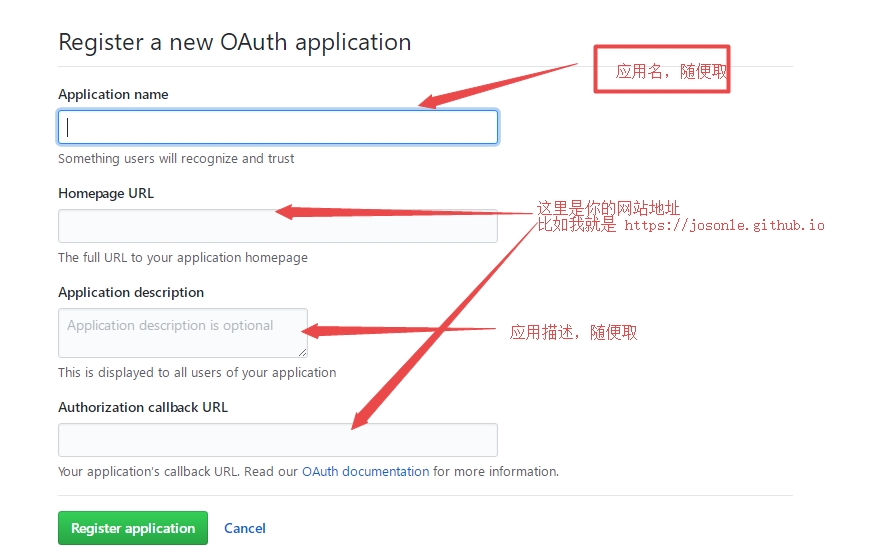 Register a new OAuth application
应用名，随便取
Application name
Something users will recognize and trust
Homepage URL
这里是你的网站地址
比如我就是 https://josonle.github.io
The full URL to your application homepage
Application description
Application description is optional
应用描述，随便取
This is displayed to all users of your application
Authorization callback URL
Your application's callback URL. Read our OAuth documentation for more information.
Register application Cancel